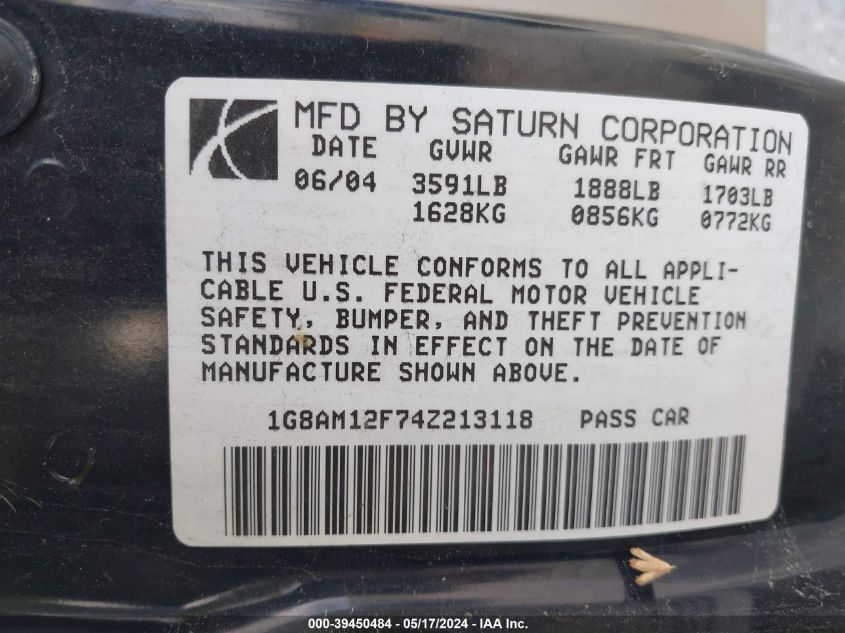 MFD BY SATURN CORPORATION
DATE GVWR GAWR FRT GAWR RR
06/04 3591LB 1888LB 1703LB
1628KG 0856KG 0772KG
THIS VEHICLE CONFORMS TO ALL APPLI-
CABLE U.S. FEDERAL MOTOR VEHICLE
SAFETY, BUMPER, AND THEFT PREVENTION
STANDARDS IN EFFECT ON THE DATE OF
MANUFACTURE SHOWN ABOVE.
1G8AM12F74Z213118 PASS CAR
000-39450484 - 05/17/2024 - IAA Inc.